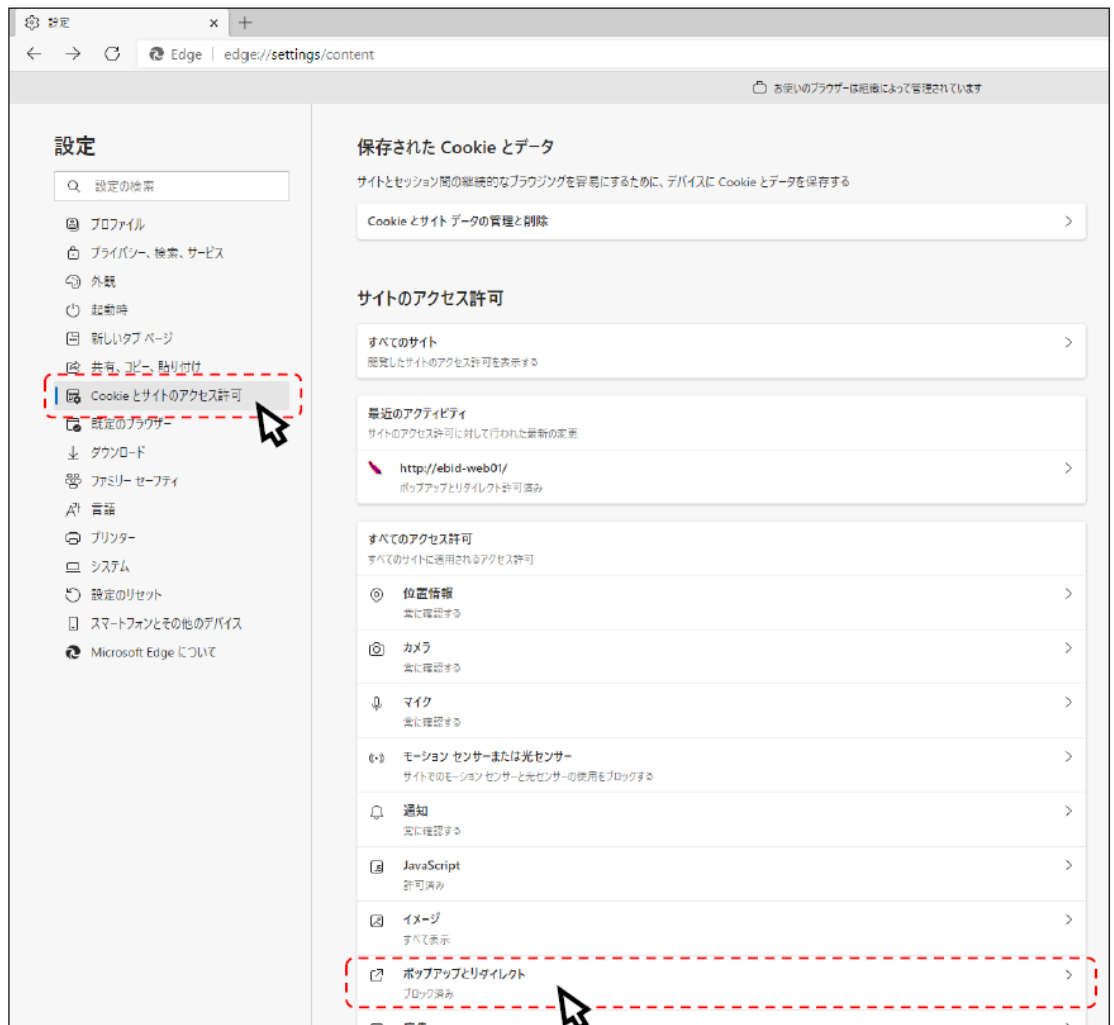 設定
Edge | edge://settings/content
お使いのブラウザーは組織によって管理されています
設定
設定の検索
プロファイル
プライバシー、検索、サービス
外観
起動時
新しいタブ ページ
共有、コピー、貼り付け
Cookie とサイトのアクセス許可
既定のブラウザー
ダウンロード
ファミリー セーフティ
言語
プリンター
システム
設定のリセット
スマートフォンとその他のデバイス
Microsoft Edge について
保存された Cookie とデータ
サイトとセッション間の継続的なブラウジングを容易にするために、デバイスに Cookie とデータを保存する
Cookie とサイト データの管理と削除
サイトのアクセス許可
すべてのサイト
閲覧したサイトのアクセス許可を表示する
最近のアクティビティ
サイトのアクセス許可に対して行われた最新の変更
http://ebid-web01/
ポップアップとリダイレクト許可済み
すべてのアクセス許可
すべてのサイトに適用されるアクセス許可
位置情報
常に確認する
カメラ
常に確認する
マイク
常に確認する
モーション センサーまたは光センサー
サイトでのモーション センサーと光センサーの使用をブロックする
通知
常に確認する
JavaScript
許可済み
イメージ
すべて表示
ポップアップとリダイレクト
ブロック済み